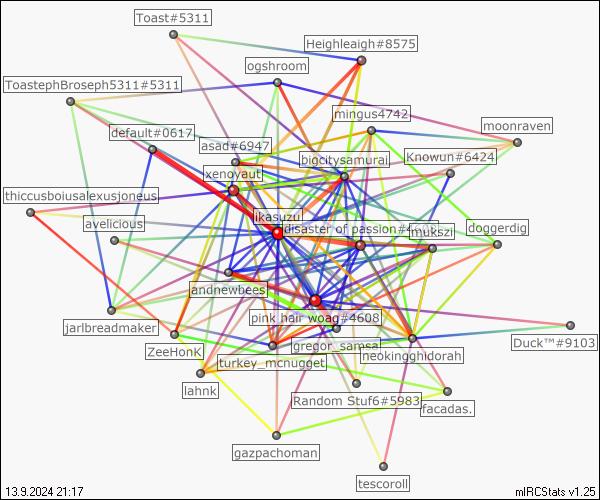 Toast#5311
Heighleaigh#8575
ogshroom
ToastephBroseph5311#5311
mingus4742
moonraven
default#0617
asad#6947
bigcitysamurai
Knowun#6424
xenoyaut
thiccusboiusalexusjoneus
ikasuzu
avelicious
disaster of passion#4608
mukszi
doggerdig
andnewbees
pink hair woag#4608
jarlbreadmaker
gregor_samsa
ZeeHonk
neokingghidorah
Duck™#9103
turkey_mcnugget
lahnk
Random Stuf6#5983
facadas.
gazpachoman
tescoroll
13.9.2024 21:17
mIRCStats v1.25